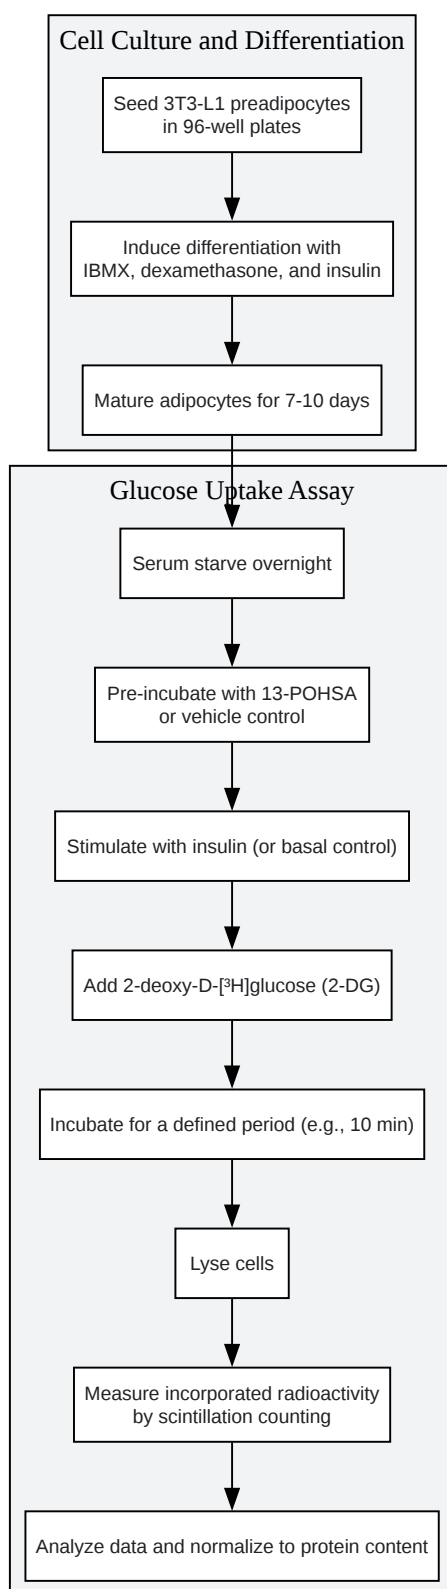 Cell Culture and Differentiation
Seed 3T3-L1 preadipocytes
in 96-well plates
Induce differentiation with
IBMX, dexamethasone, and insulin
Mature adipocytes for 7-10 days
Glucose Uptake Assay
Serum starve overnight
Pre-incubate with 13-POHSA
or vehicle control
Stimulate with insulin (or basal control)
Add 2-deoxy-D-[³H]glucose (2-DG)
Incubate for a defined period (e.g., 10 min)
Lyse cells
Measure incorporated radioactivity
by scintillation counting
Analyze data and normalize to protein content